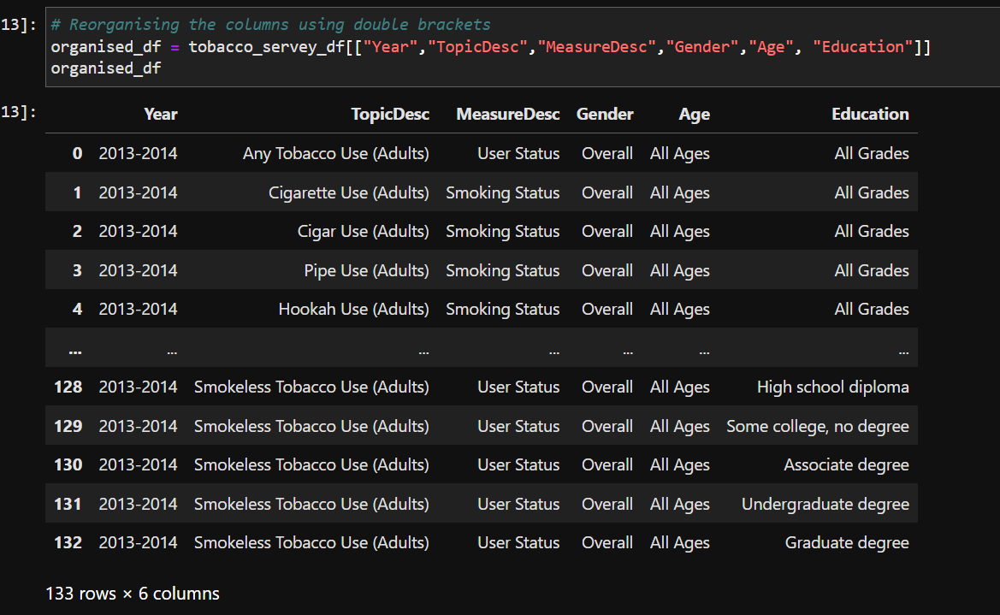 13]: # Reorganising the columns using double brackets
organised_df = tobacco_servey_df[["Year","TopicDesc","MeasureDesc","Gender","Age", "Education"]]
organised_df
13]: Year TopicDesc MeasureDesc Gender Age Education
0 2013-2014 Any Tobacco Use (Adults) User Status Overall All Ages All Grades
1 2013-2014 Cigarette Use (Adults) Smoking Status Overall All Ages All Grades
2 2013-2014 Cigar Use (Adults) Smoking Status Overall All Ages All Grades
3 2013-2014 Pipe Use (Adults) Smoking Status Overall All Ages All Grades
4 2013-2014 Hookah Use (Adults) Smoking Status Overall All Ages All Grades
... ... ... ... ... ... ...
128 2013-2014 Smokeless Tobacco Use (Adults) User Status Overall All Ages High school diploma
129 2013-2014 Smokeless Tobacco Use (Adults) User Status Overall All Ages Some college, no degree
130 2013-2014 Smokeless Tobacco Use (Adults) User Status Overall All Ages Associate degree
131 2013-2014 Smokeless Tobacco Use (Adults) User Status Overall All Ages Undergraduate degree
132 2013-2014 Smokeless Tobacco Use (Adults) User Status Overall All Ages Graduate degree
133 rows × 6 columns